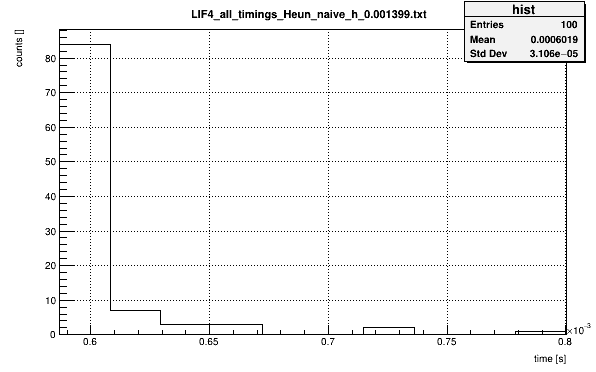 LIF4_all_timings_Heun_naive_h_0.001399.txt
hist
Entries 100
Mean 0.0006019
Std Dev 3.106e−05
counts []
80
70
60
50
40
30
20
10
0
0.6 0.65 0.7 0.75 0.8
×10⁻³
time [s]